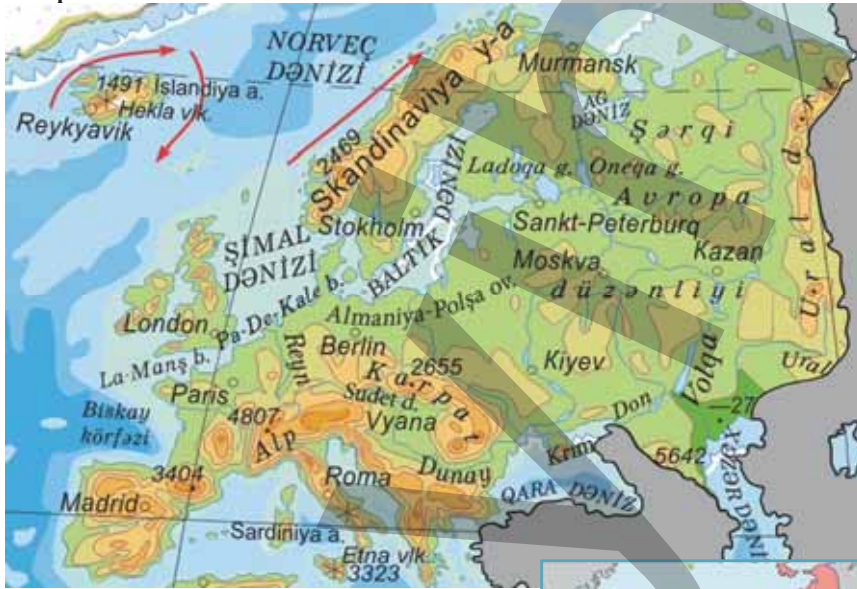 NORVEÇ
DƏNİZİ
1491 İslandiya a.
Hekla vlk.
Reykyavik
2469
Skandinaviya y-a
Murmansk
AĞ
DƏNİZ
Şərqi
Ladoqa g. Oneqa g.
Avropa
Ural d-rı
Stokholm
Sankt-Peterburq
BALTİK DƏNİZİ
ŞİMAL
DƏNİZİ
Moskva
Kazan
düzənliyi
London
Pa-De-Kale b.
Almaniya-Polşa ov.
La-Manş b.
Reyn
Berlin
2655
Kiyev
Volqa
Ural
Paris
Karpat
Sudet d.
Biskay
körfəzi
4807
Vyana
Don
−27
Alp
3404
Roma
Dunay
Krım
5642
XƏZƏR DƏNİZİ
Madrid
QARA DƏNİZ
Sardiniya a.
Etna vlk.
3323